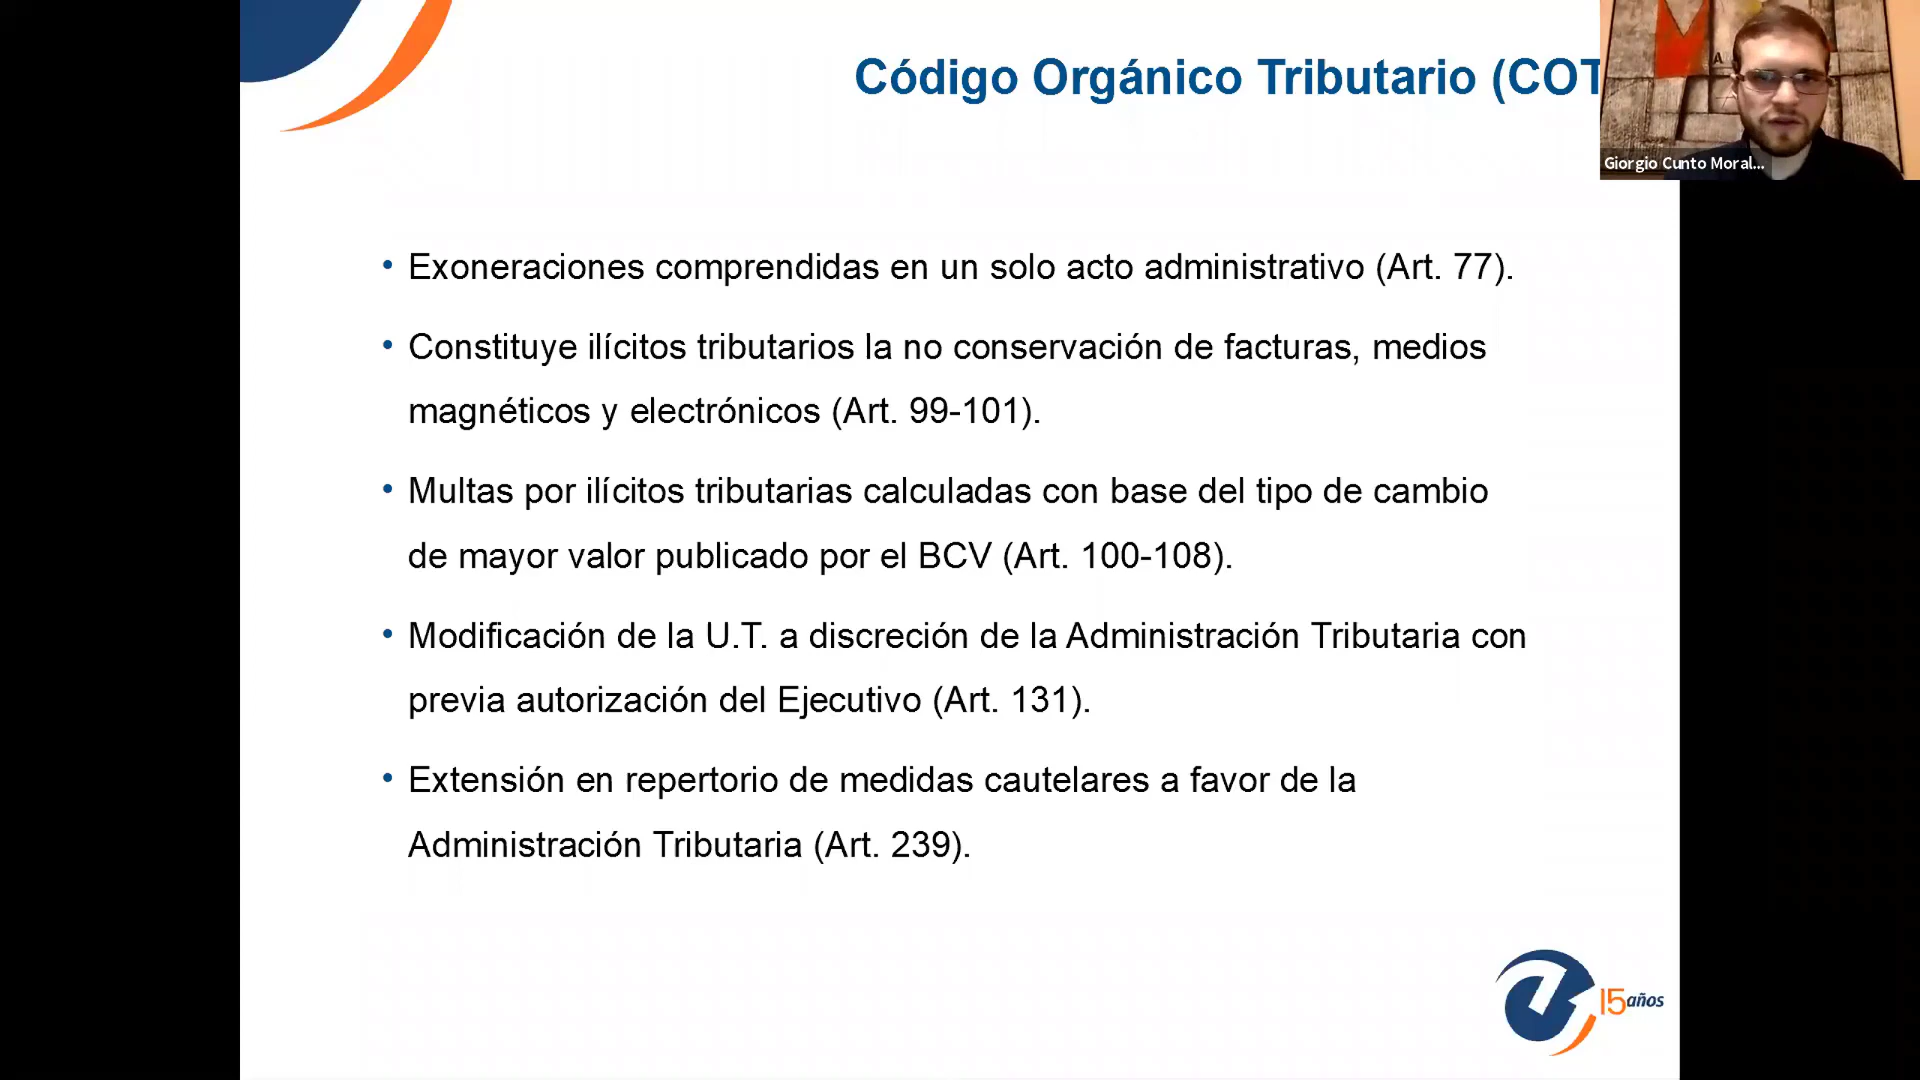 Código Orgánico Tributario (COT
Giorgio Cunto Moral...
• Exoneraciones comprendidas en un solo acto administrativo (Art. 77).
• Constituye ilícitos tributarios la no conservación de facturas, medios
magnéticos y electrónicos (Art. 99-101).
• Multas por ilícitos tributarias calculadas con base del tipo de cambio
de mayor valor publicado por el BCV (Art. 100-108).
• Modificación de la U.T. a discreción de la Administración Tributaria con
previa autorización del Ejecutivo (Art. 131).
• Extensión en repertorio de medidas cautelares a favor de la
Administración Tributaria (Art. 239).
15años